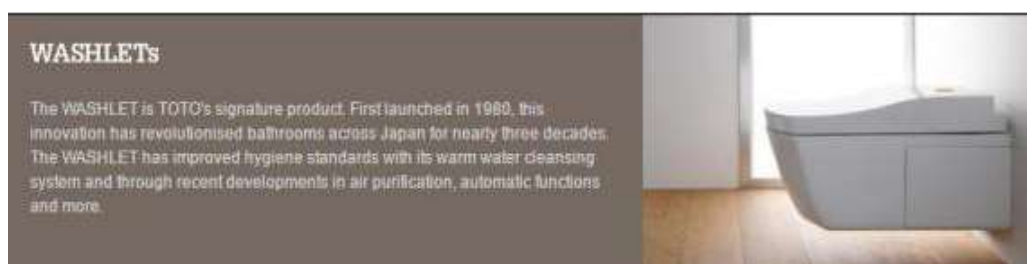 WASHLETs
The WASHLET is TOTO's signature product. First launched in 1980, this
innovation has revolutionised bathrooms across Japan for nearly three decades.
The WASHLET has improved hygiene standards with its warm water cleansing
system and through recent developments in air purification, automatic functions
and more.